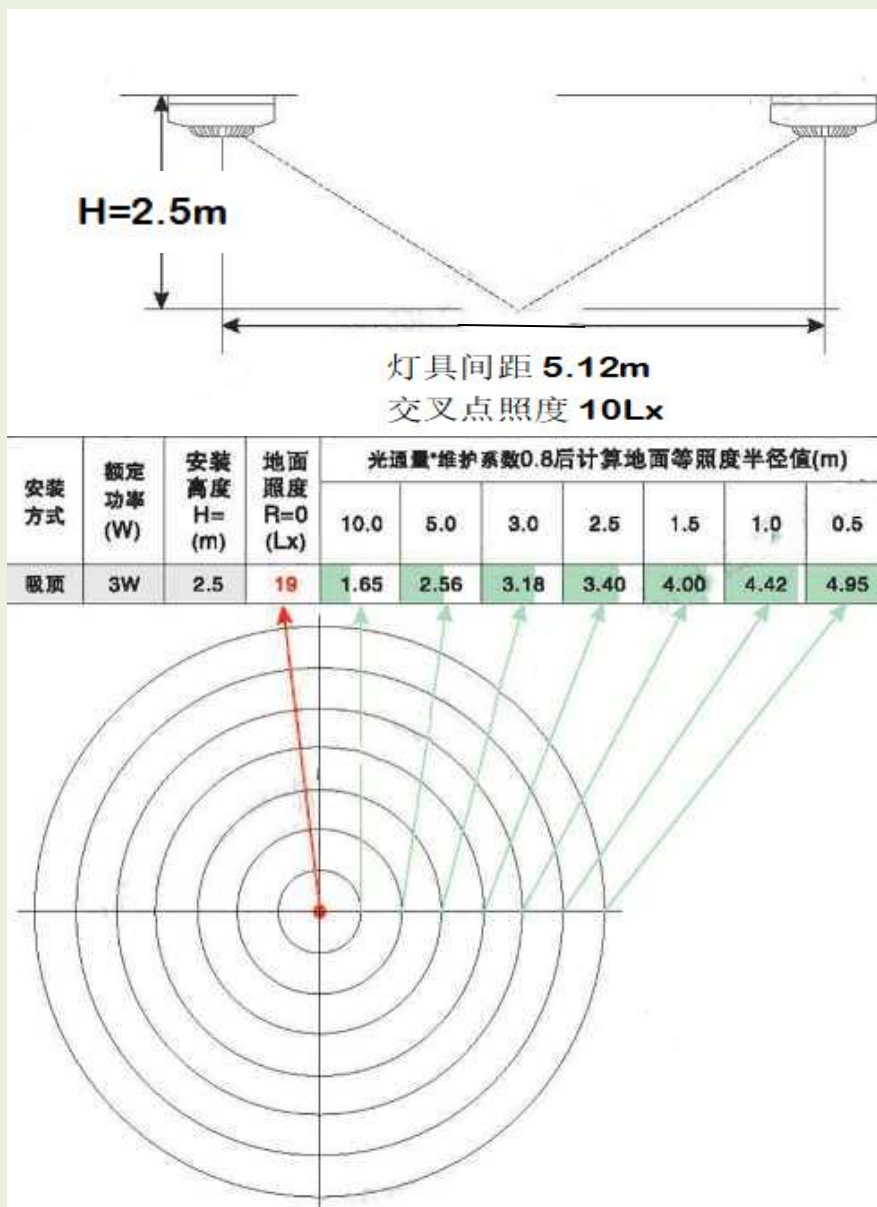 H=2.5m
灯具间距 5.12m
交叉点照度 10Lx
安装方式 额定功率(W) 安装高度H=(m) 地面照度R=0(Lx) 光通量*维护系数0.8后计算地面等照度半径值(m)
10.0 5.0 3.0 2.5 1.5 1.0 0.5
吸顶 3W 2.5 19 1.65 2.56 3.18 3.40 4.00 4.42 4.95